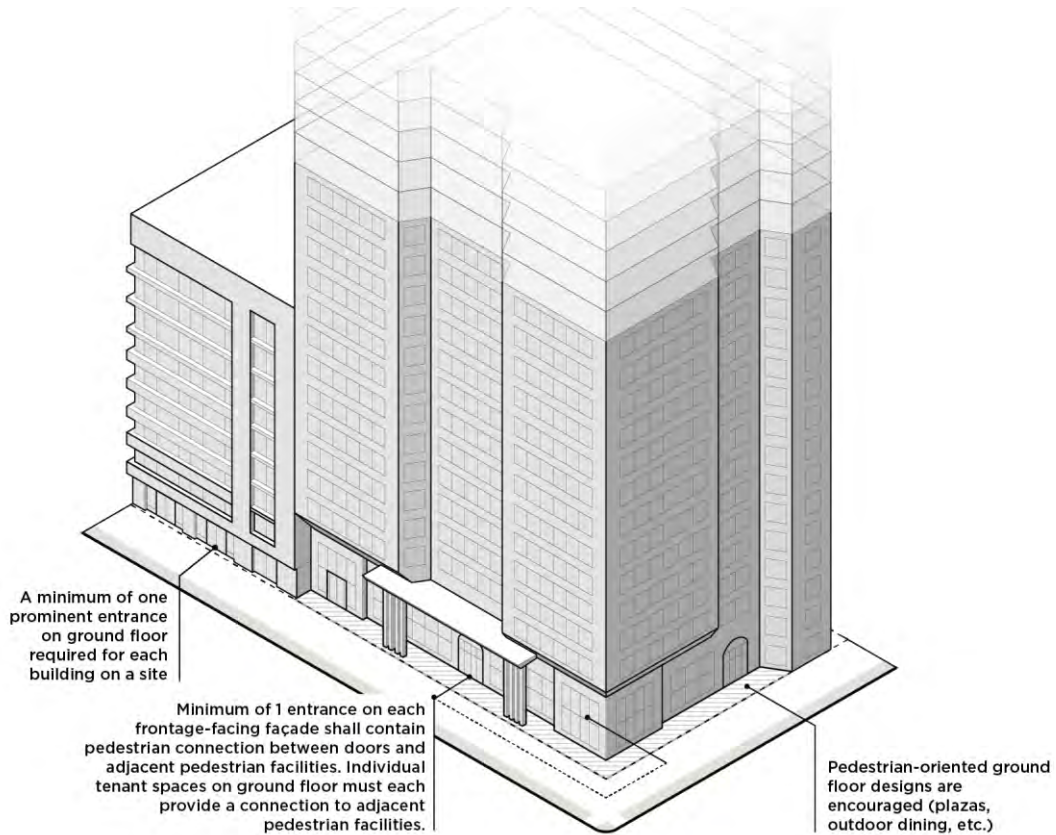 A minimum of one
prominent entrance
on ground floor
required for each
building on a site
Minimum of 1 entrance on each
frontage-facing façade shall contain
pedestrian connection between doors and
adjacent pedestrian facilities. Individual
tenant spaces on ground floor must each
provide a connection to adjacent
pedestrian facilities.
Pedestrian-oriented ground
floor designs are
encouraged (plazas,
outdoor dining, etc.)